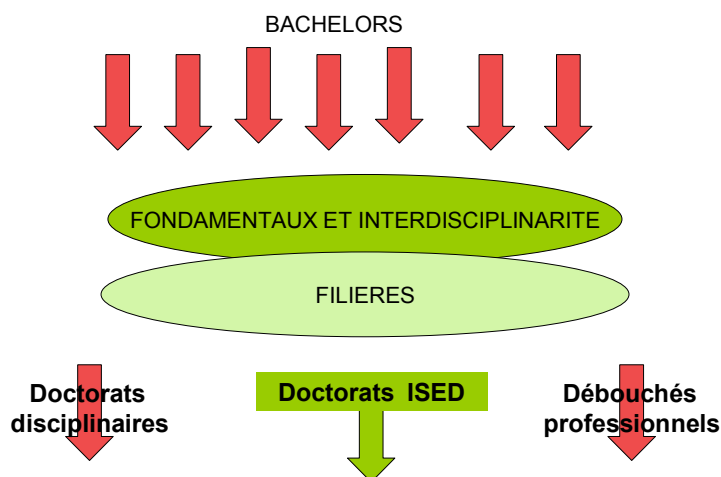 BACHELORS
FONDAMENTAUX ET INTERDISCIPLINARITE
FILIERES
Doctorats
disciplinaires
Doctorats ISED
Débouchés
professionnels